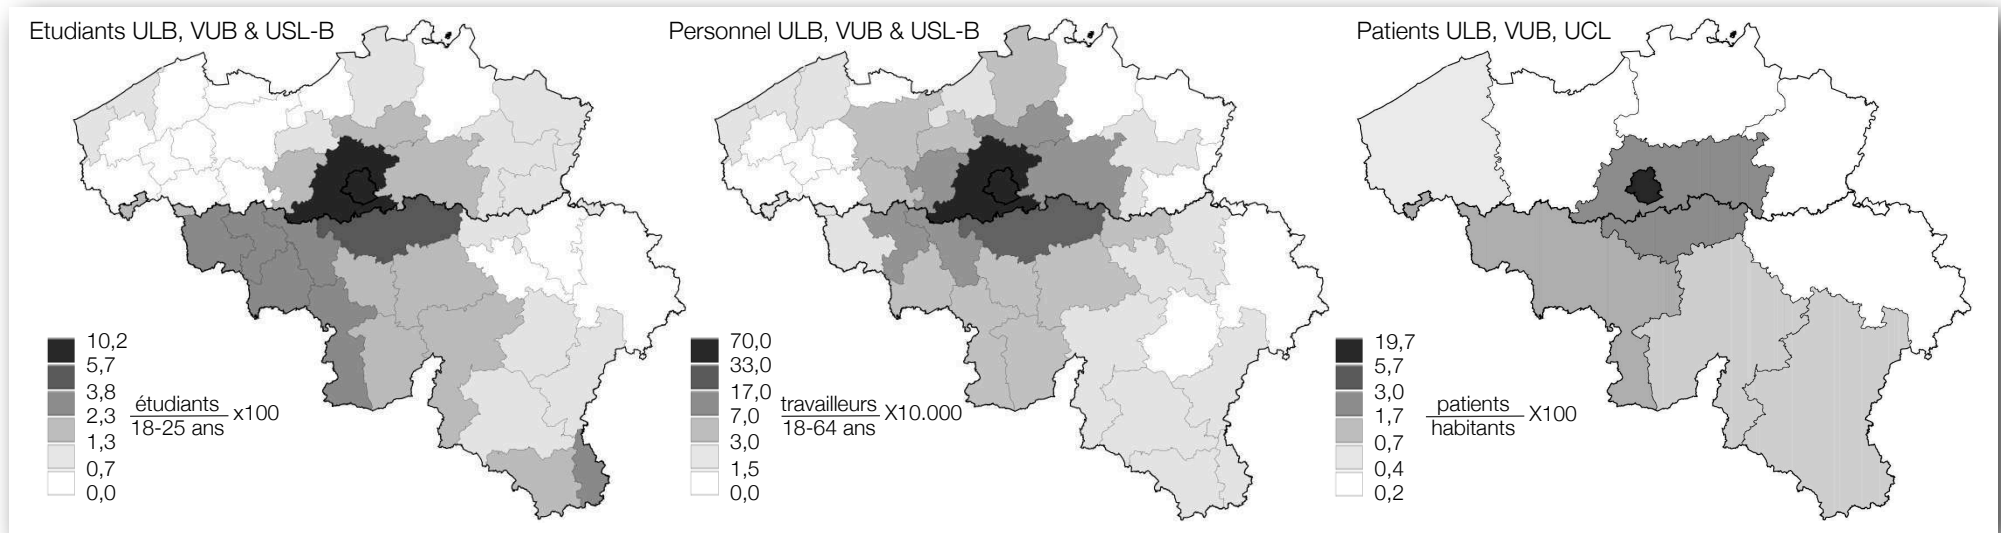 Etudiants ULB, VUB & USL-B
10,2
5,7
3,8
2,3
1,3
0,7
0,0
étudiants
18-25 ans
x100
Personnel ULB, VUB & USL-B
70,0
33,0
17,0
7,0
3,0
1,5
0,0
travailleurs
18-64 ans
X10.000
Patients ULB, VUB, UCL
19,7
5,7
3,0
1,7
0,7
0,4
0,2
patients
habitants
X100